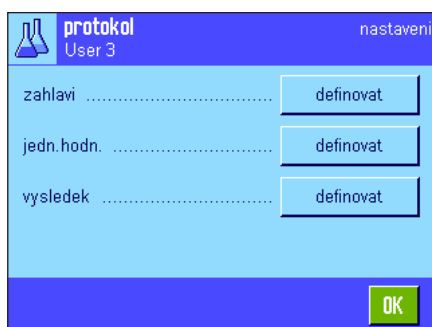 protokol nastaveni
User 3
zahlavi ................................ definovat
jedn.hodn. ............................ definovat
vysledek .............................. definovat
OK